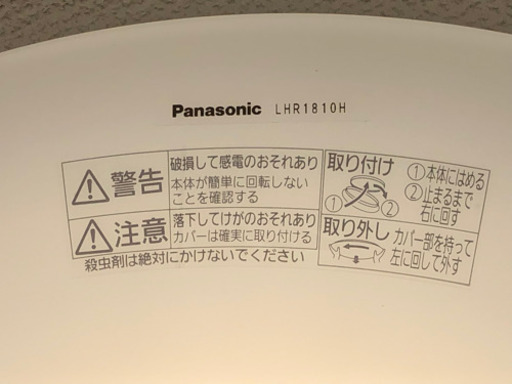 Panasonic LHR1810H
警告
破損して感電のおそれあり
本体が簡単に回転しない
ことを確認する
注意
落下してけがのおそれあり
カバーは確実に取り付ける
殺虫剤は絶対にかけないでください
取り付け
① ②
①本体にはめる
②止まるまで
右に回す
取り外し
カバー部を持って
左に回して外す